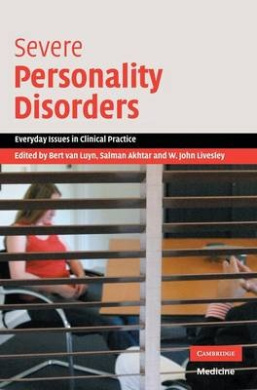 Severe
Personality
Disorders
Everyday Issues in Clinical Practice
Edited by Bert van Luyn, Salman Akhtar and W. John Livesley
CAMBRIDGE
Medicine